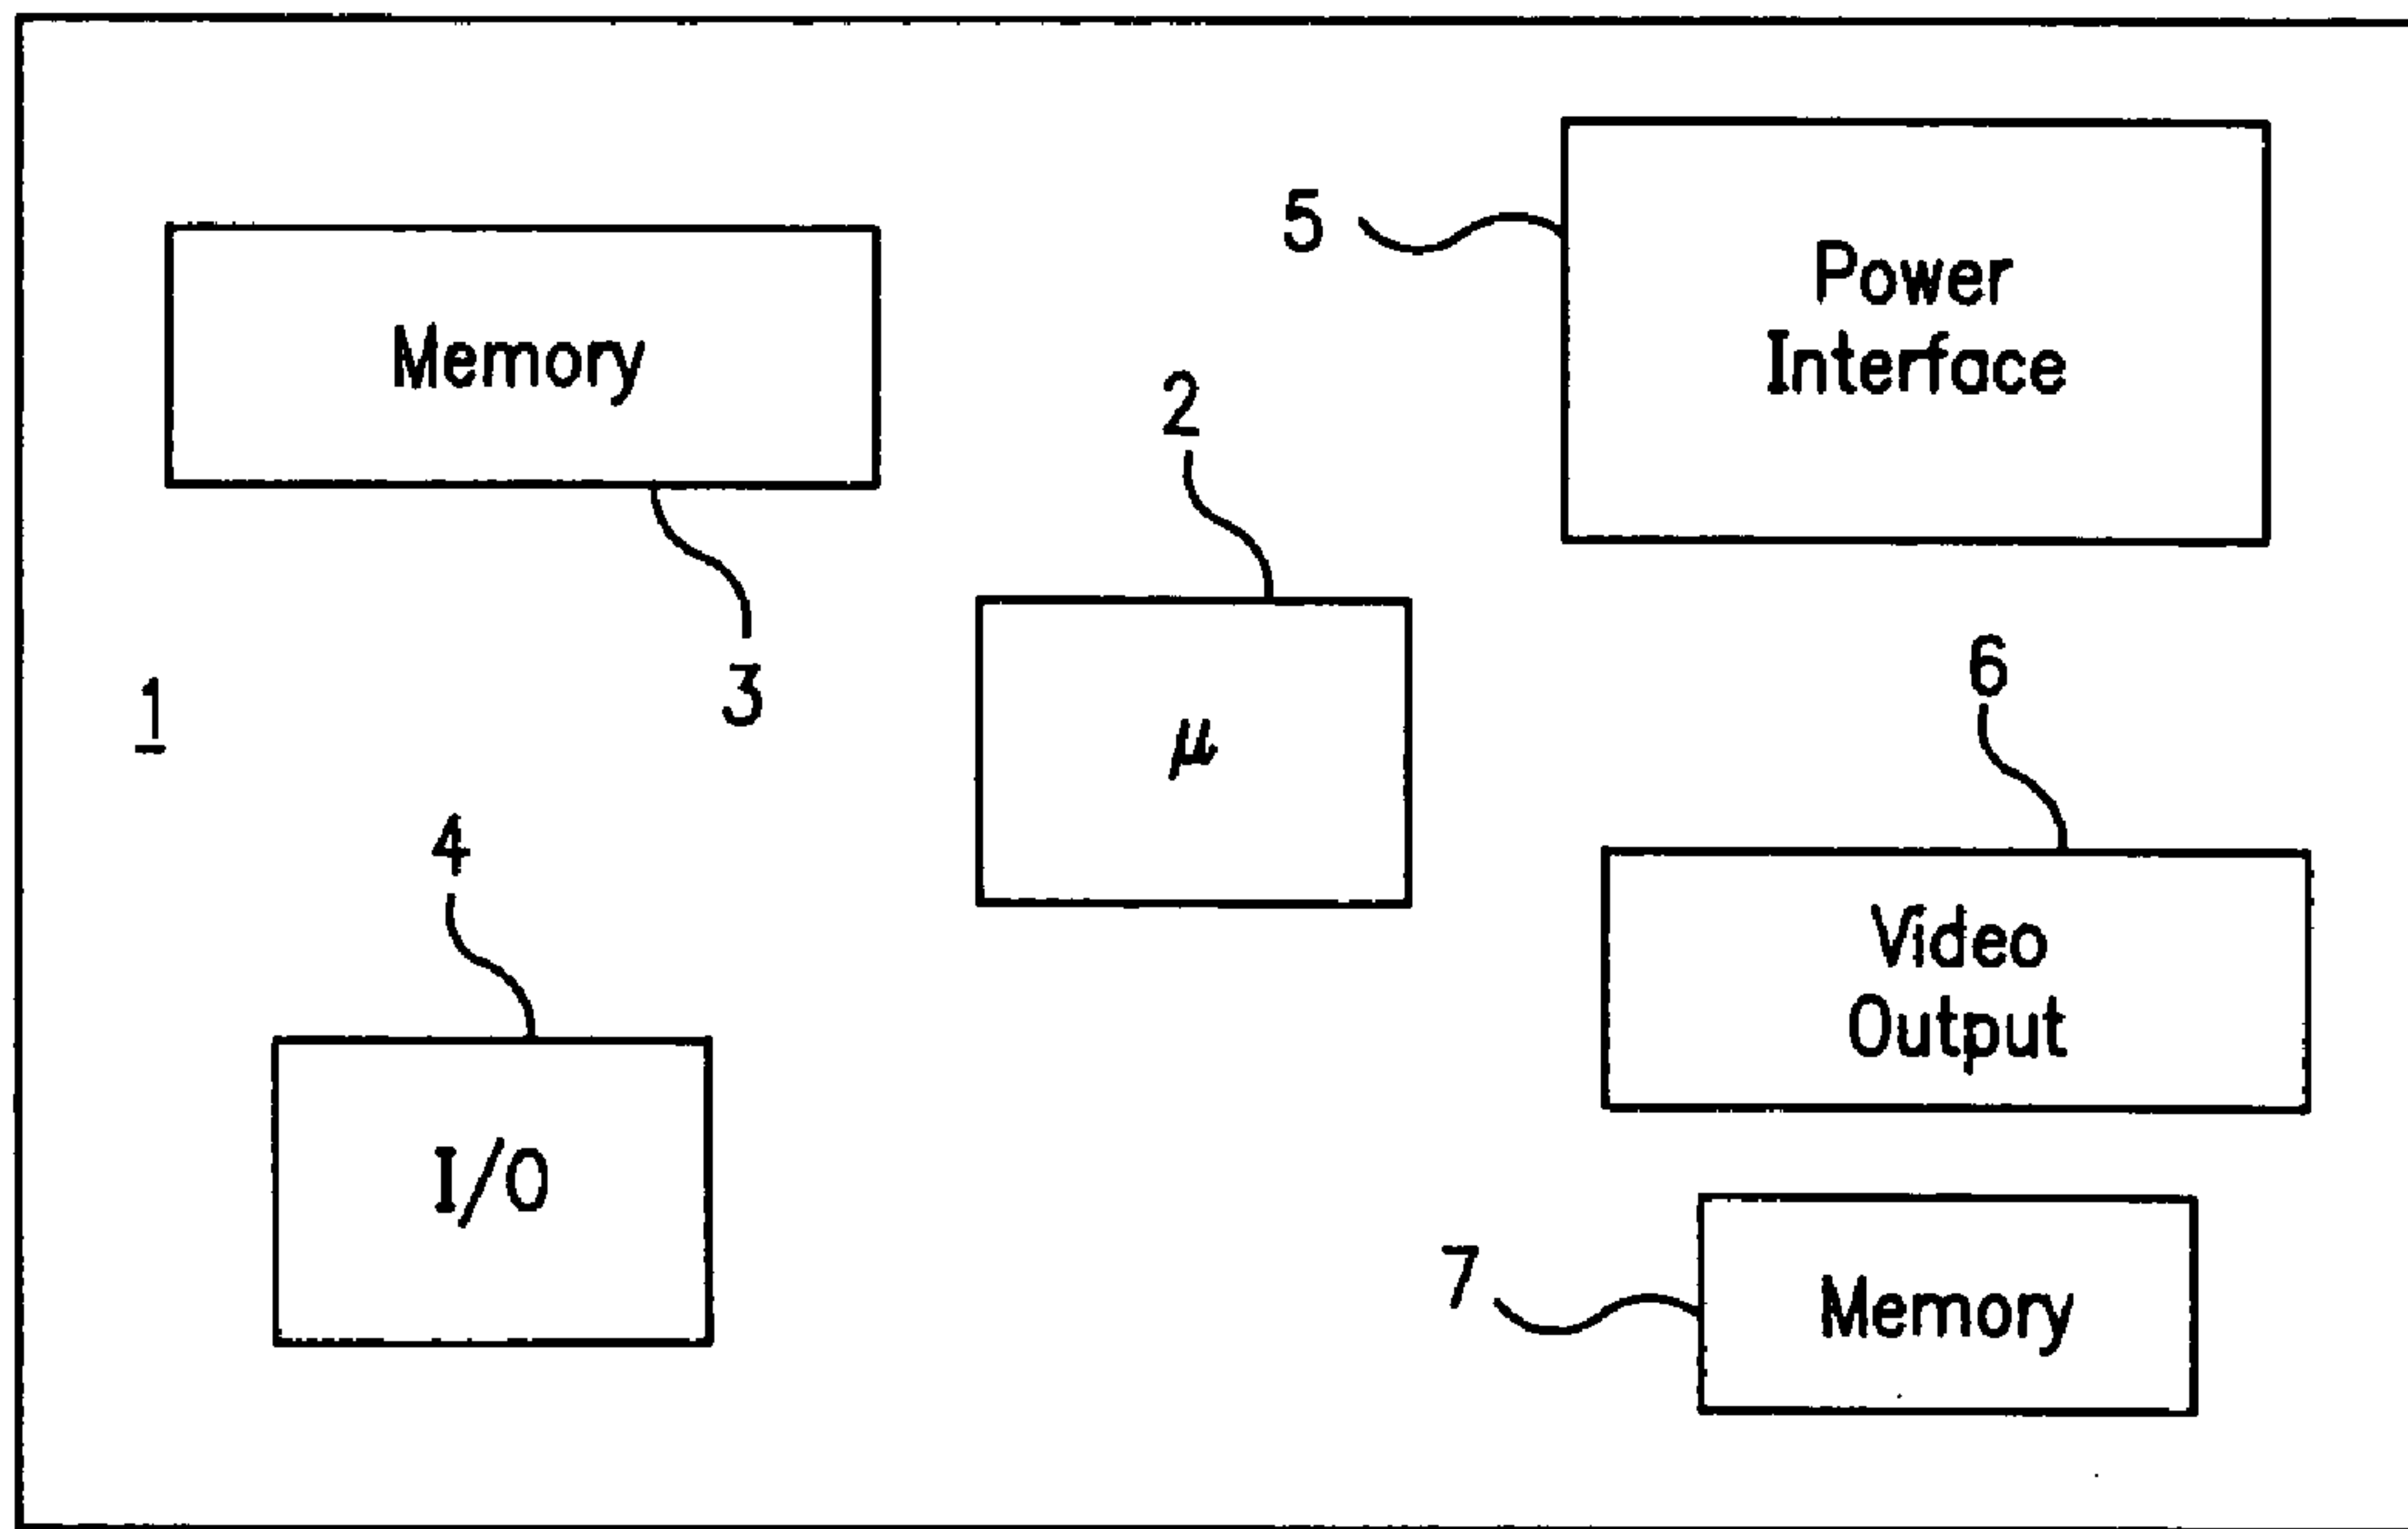 5
Power
Interface
Memory
2
3
1
μ
6
4
Video
Output
I/O
7
Memory